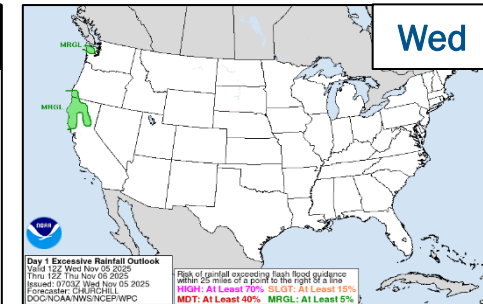 Wed
MRGL
MRGL
NOAA
Day 1 Excessive Rainfall Outlook
Valid 12Z Wed Nov 05 2025
Thru 12Z Thu Nov 06 2025
Issued: 0703Z Wed Nov 05 2025
Forecaster: CHURCHILL
DOC/NOAA/NWS/NCEP/WPC
Risk of rainfall exceeding flash flood guidance
within 25 miles of a point to the right of a line
HIGH: At Least 70% SLGT: At Least 15%
MDT: At Least 40% MRGL: At Least 5%